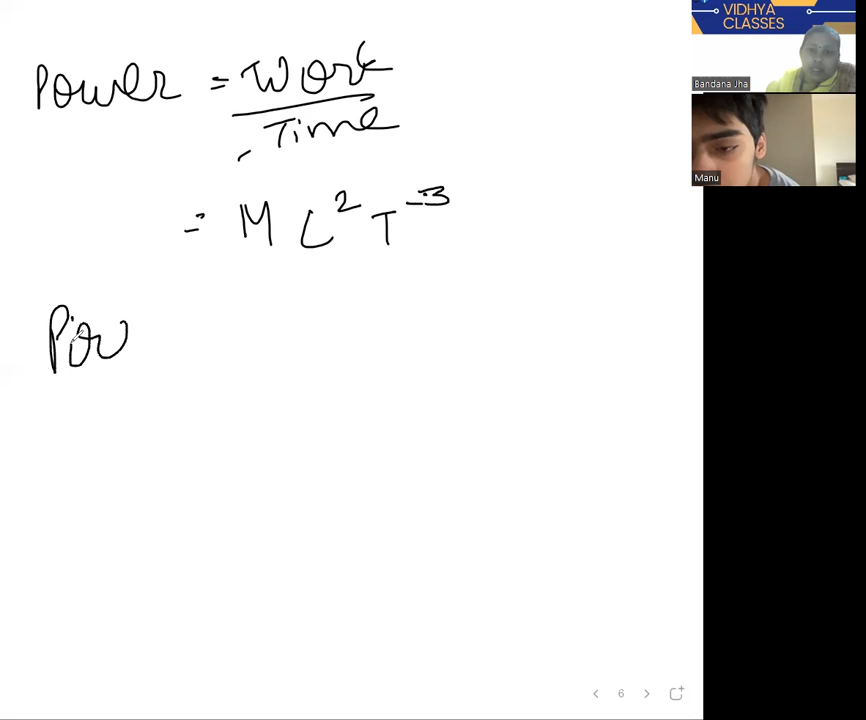 Power = Work
Time
= M L² T⁻³
Pow
VIDHYA
CLASSES
Bandana Jha
Manu
6